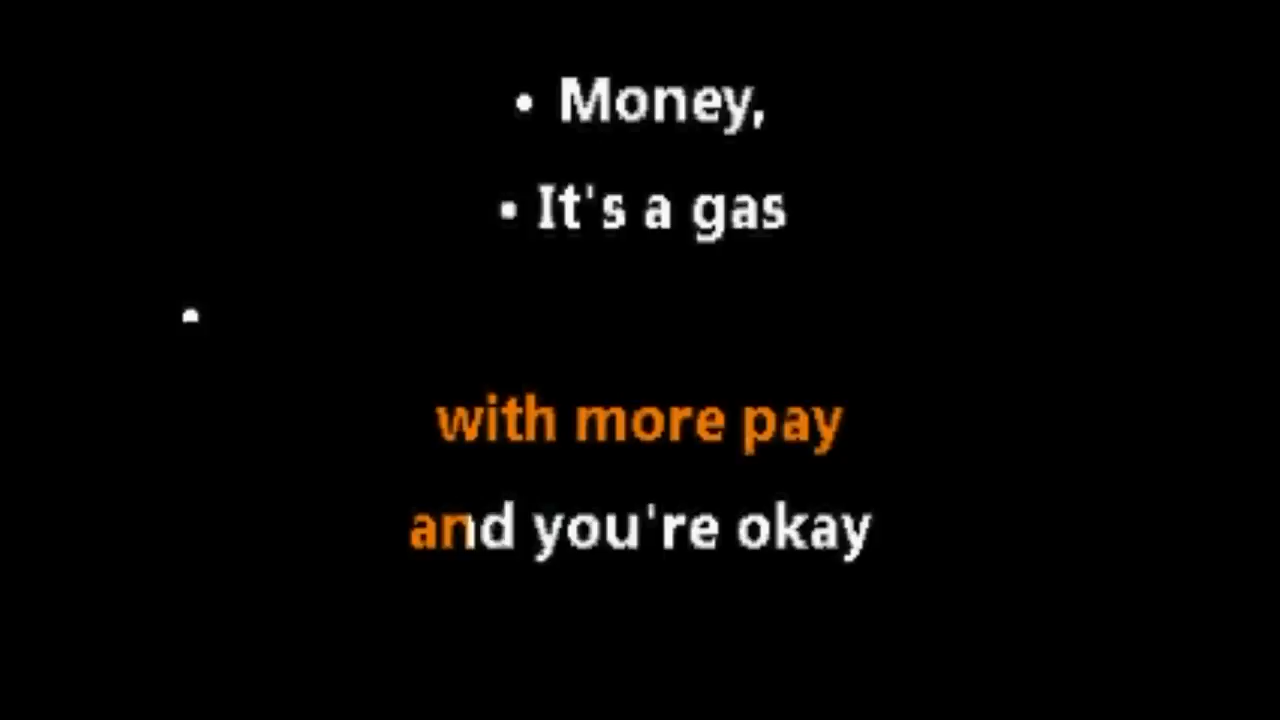 • Money,
• It's a gas
•
with more pay
and you're okay